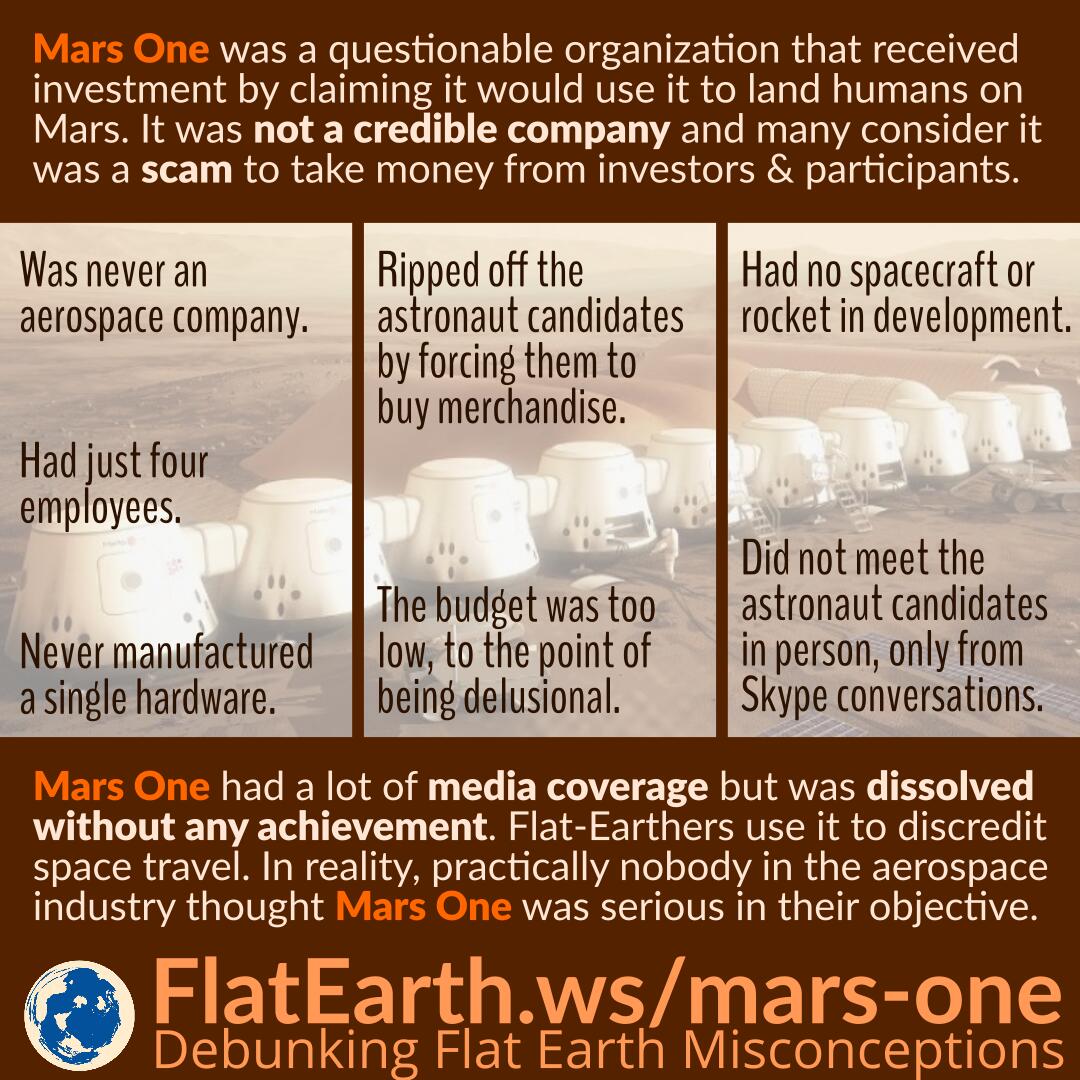 Mars One was a questionable organization that received
investment by claiming it would use it to land humans on
Mars. It was not a credible company and many consider it
was a scam to take money from investors & participants.
Was never an
aerospace company.
Had just four
employees.
Never manufactured
a single hardware.
Ripped off the
astronaut candidates
by forcing them to
buy merchandise.
The budget was too
low, to the point of
being delusional.
Had no spacecraft or
rocket in development.
Did not meet the
astronaut candidates
in person, only from
Skype conversations.
Mars One had a lot of media coverage but was dissolved
without any achievement. Flat-Earthers use it to discredit
space travel. In reality, practically nobody in the aerospace
industry thought Mars One was serious in their objective.
FlatEarth.ws/mars-one
Debunking Flat Earth Misconceptions